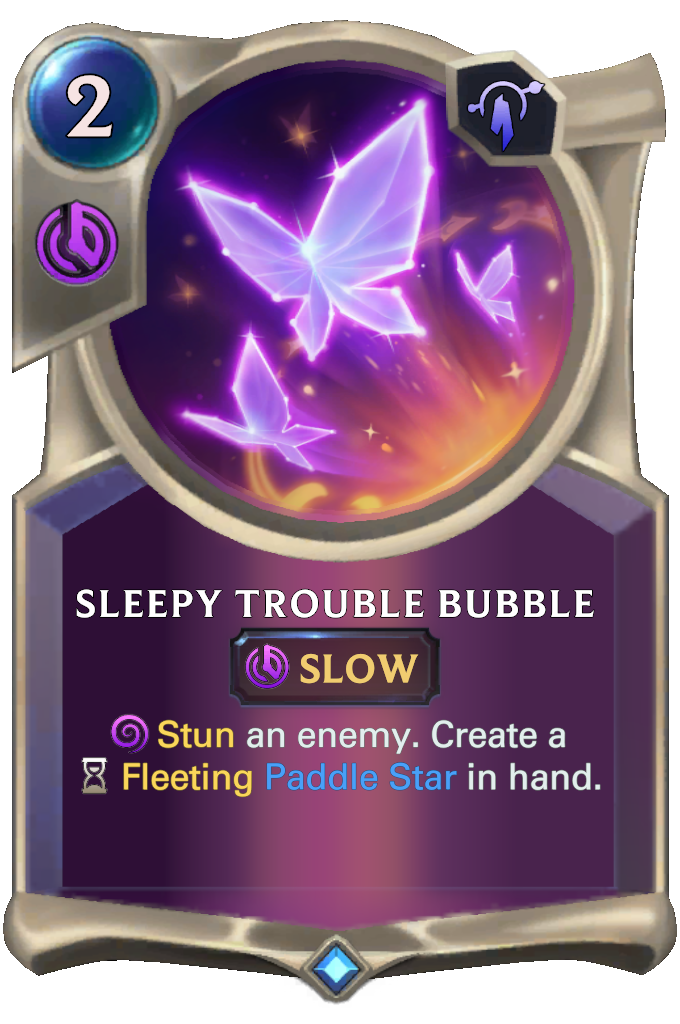 2
SLEEPY TROUBLE BUBBLE
SLOW
Stun an enemy. Create a
Fleeting Paddle Star in hand.